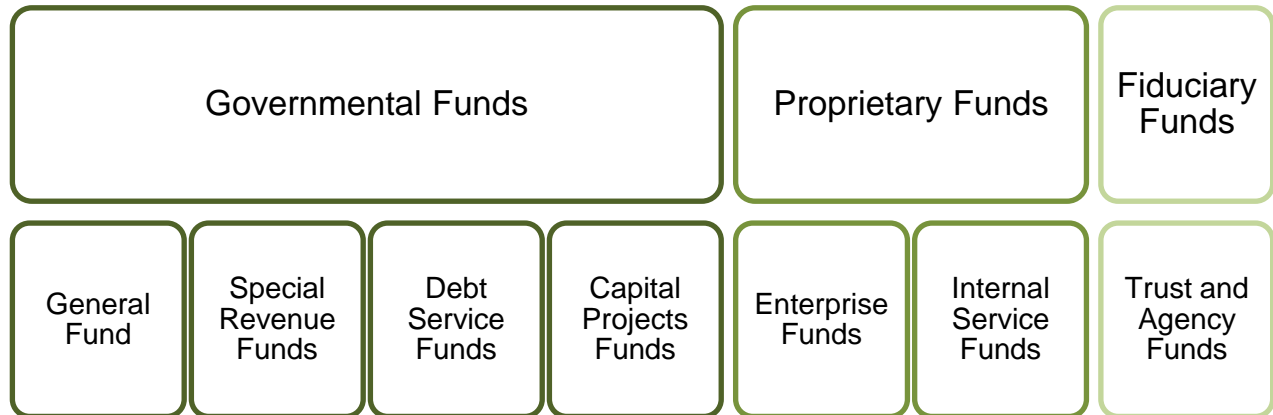 Governmental Funds
Proprietary Funds
Fiduciary
Funds
General
Fund
Special
Revenue
Funds
Debt
Service
Funds
Capital
Projects
Funds
Enterprise
Funds
Internal
Service
Funds
Trust and
Agency
Funds